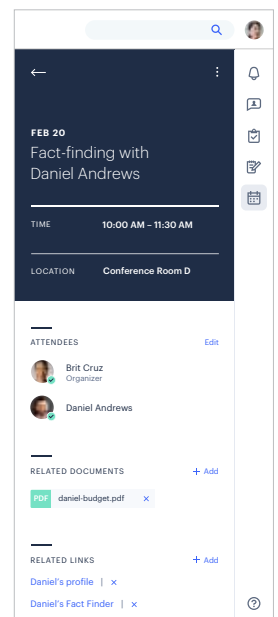 FEB 20
Fact-finding with
Daniel Andrews
TIME 10:00 AM – 11:30 AM
LOCATION Conference Room D
ATTENDEES Edit
Brit Cruz
Organizer
Daniel Andrews
RELATED DOCUMENTS + Add
PDF daniel-budget.pdf ×
RELATED LINKS + Add
Daniel's profile | ×
Daniel's Fact Finder | ×